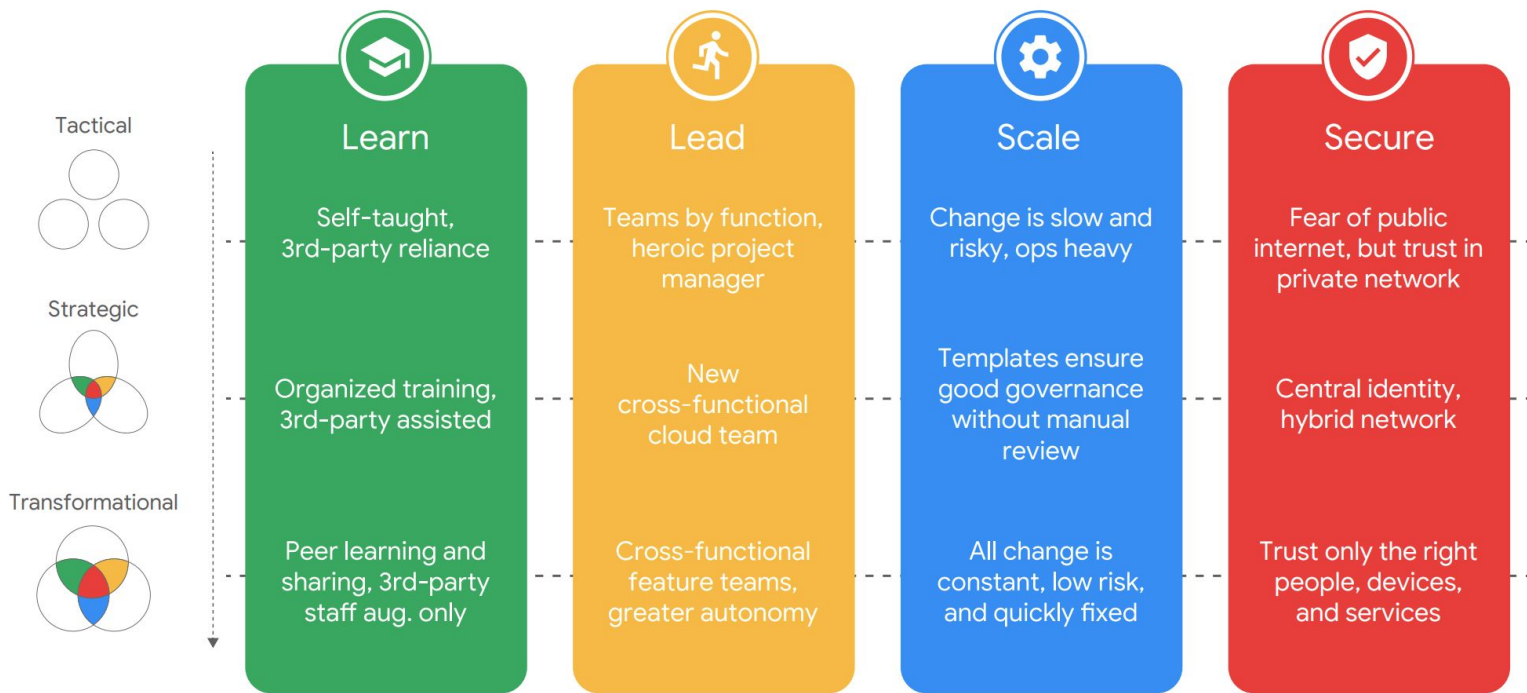 Learn
Lead
Scale
Secure
Tactical
Self-taught,
3rd-party reliance
Teams by function,
heroic project
manager
Change is slow and
risky, ops heavy
Fear of public
internet, but trust in
private network
Strategic
Organized training,
3rd-party assisted
New
cross-functional
cloud team
Templates ensure
good governance
without manual
review
Central identity,
hybrid network
Transformational
Peer learning and
sharing, 3rd-party
staff aug. only
Cross-functional
feature teams,
greater autonomy
All change is
constant, low risk,
and quickly fixed
Trust only the right
people, devices,
and services